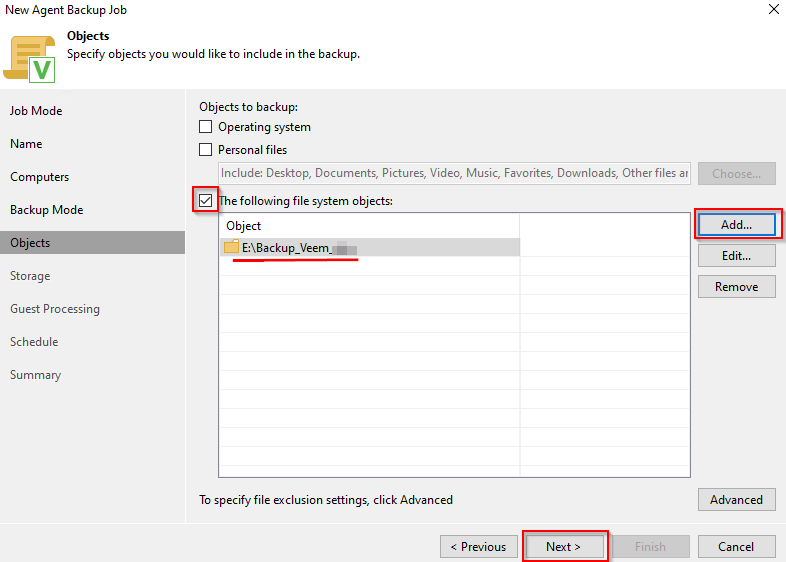 New Agent Backup Job
Objects
Specify objects you would like to include in the backup.
Job Mode
Name
Computers
Backup Mode
Objects
Storage
Guest Processing
Schedule
Summary
Objects to backup:
Operating system
Personal files
Include: Desktop, Documents, Pictures, Video, Music, Favorites, Downloads, Other files ar
Choose...
The following file system objects:
Object
E:\Backup_Veem_
Add...
Edit...
Remove
To specify file exclusion settings, click Advanced
Advanced
< Previous
Next >
Finish
Cancel